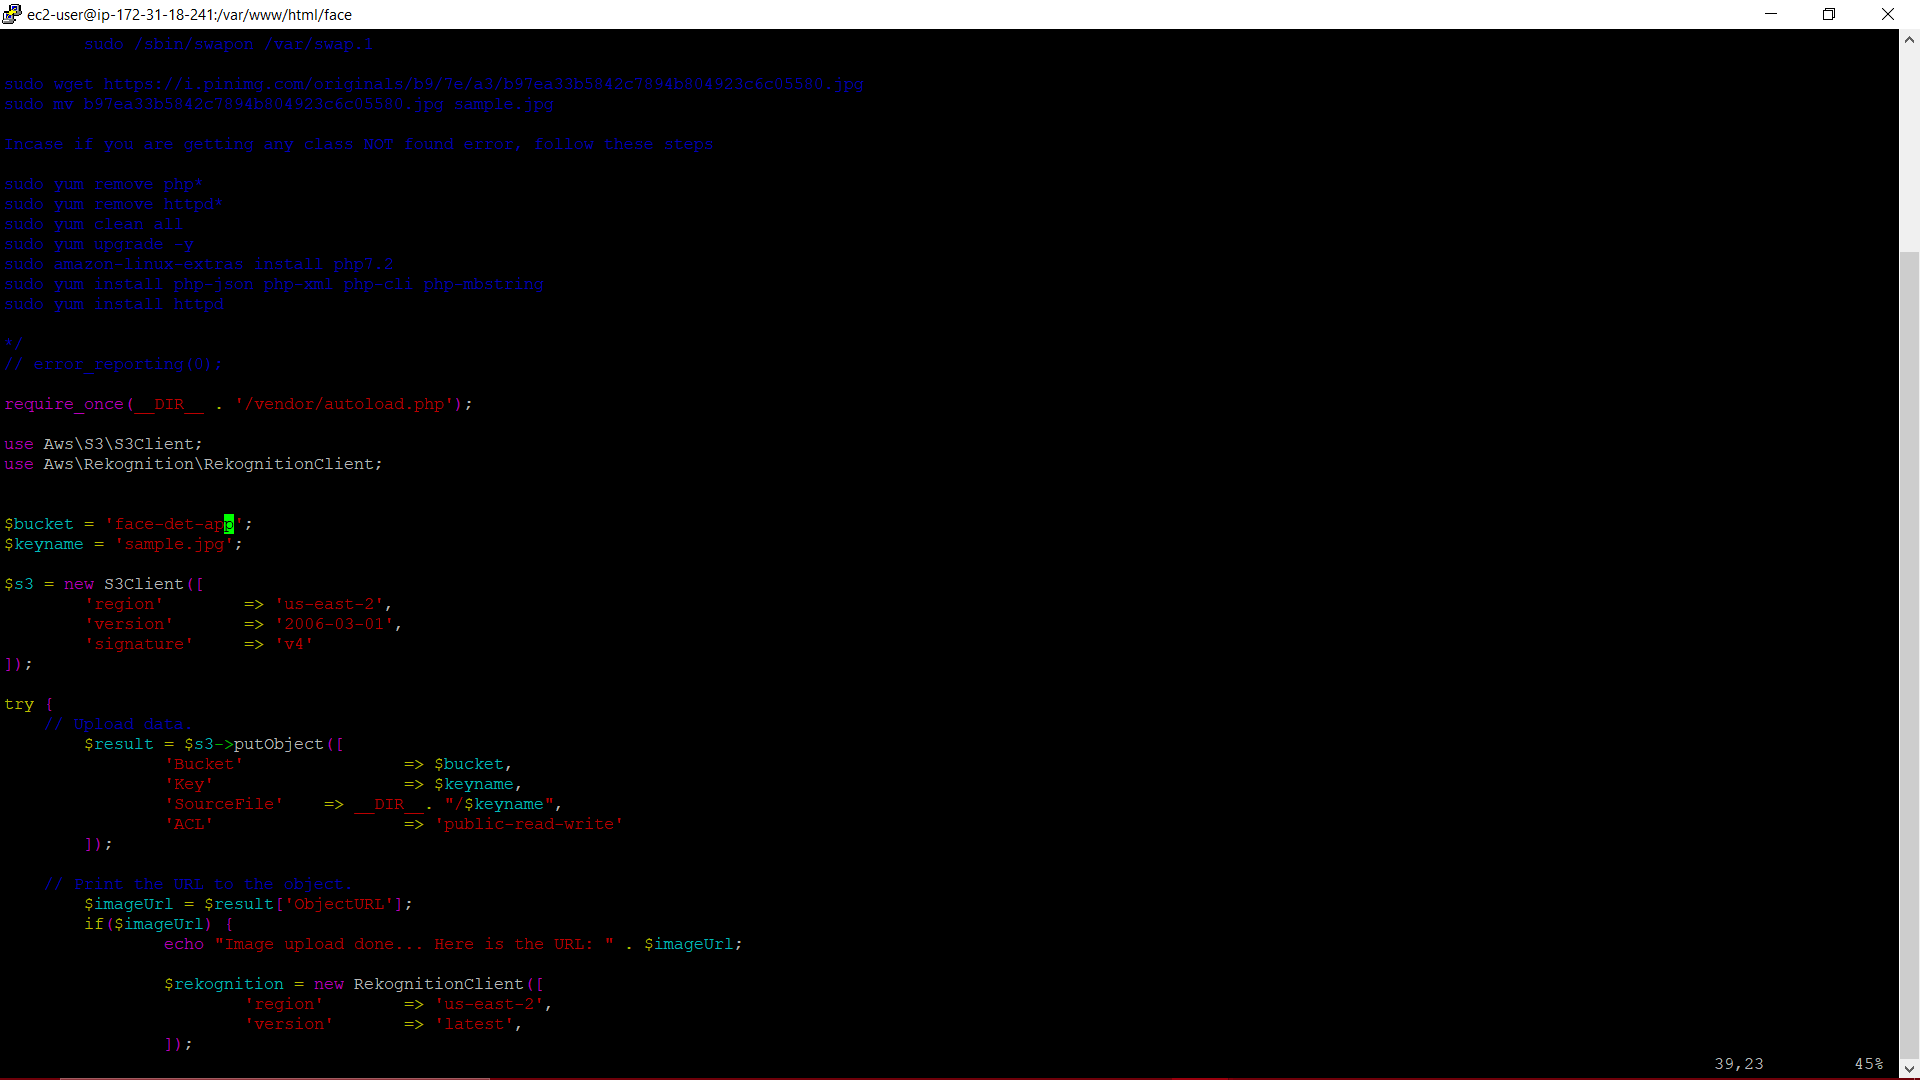 ec2-user@ip-172-31-18-241:/var/www/html/face
sudo /sbin/swapon /var/swap.1
sudo wget https://i.pinimg.com/originals/b9/7e/a3/b97ea33b5842c7894b804923c6c05580.jpg
sudo mv b97ea33b5842c7894b804923c6c05580.jpg sample.jpg
Incase if you are getting any class NOT found error, follow these steps
sudo yum remove php*
sudo yum remove httpd*
sudo yum clean all
sudo yum upgrade -y
sudo amazon-linux-extras install php7.2
sudo yum install php-json php-xml php-cli php-mbstring
sudo yum install httpd
*/
// error_reporting(0);
require_once(__DIR__ . '/vendor/autoload.php');
use Aws\S3\S3Client;
use Aws\Rekognition\RekognitionClient;
$bucket = 'face-det-app';
$keyname = 'sample.jpg';
$s3 = new S3Client([
'region' => 'us-east-2',
'version' => '2006-03-01',
'signature' => 'v4'
]);
try {
// Upload data.
$result = $s3->putObject([
'Bucket' => $bucket,
'Key' => $keyname,
'SourceFile' => __DIR__. "/$keyname",
'ACL' => 'public-read-write'
]);
// Print the URL to the object.
$imageUrl = $result['ObjectURL'];
if($imageUrl) {
echo "Image upload done... Here is the URL: " . $imageUrl;
$rekognition = new RekognitionClient([
'region' => 'us-east-2',
'version' => 'latest',
]);
39,23 45%